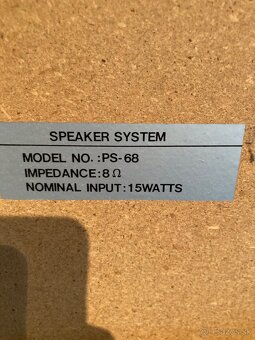 SPEAKER SYSTEM
MODEL NO.:PS-68
IMPEDANCE:8Ω
NOMINAL INPUT:15WATTS